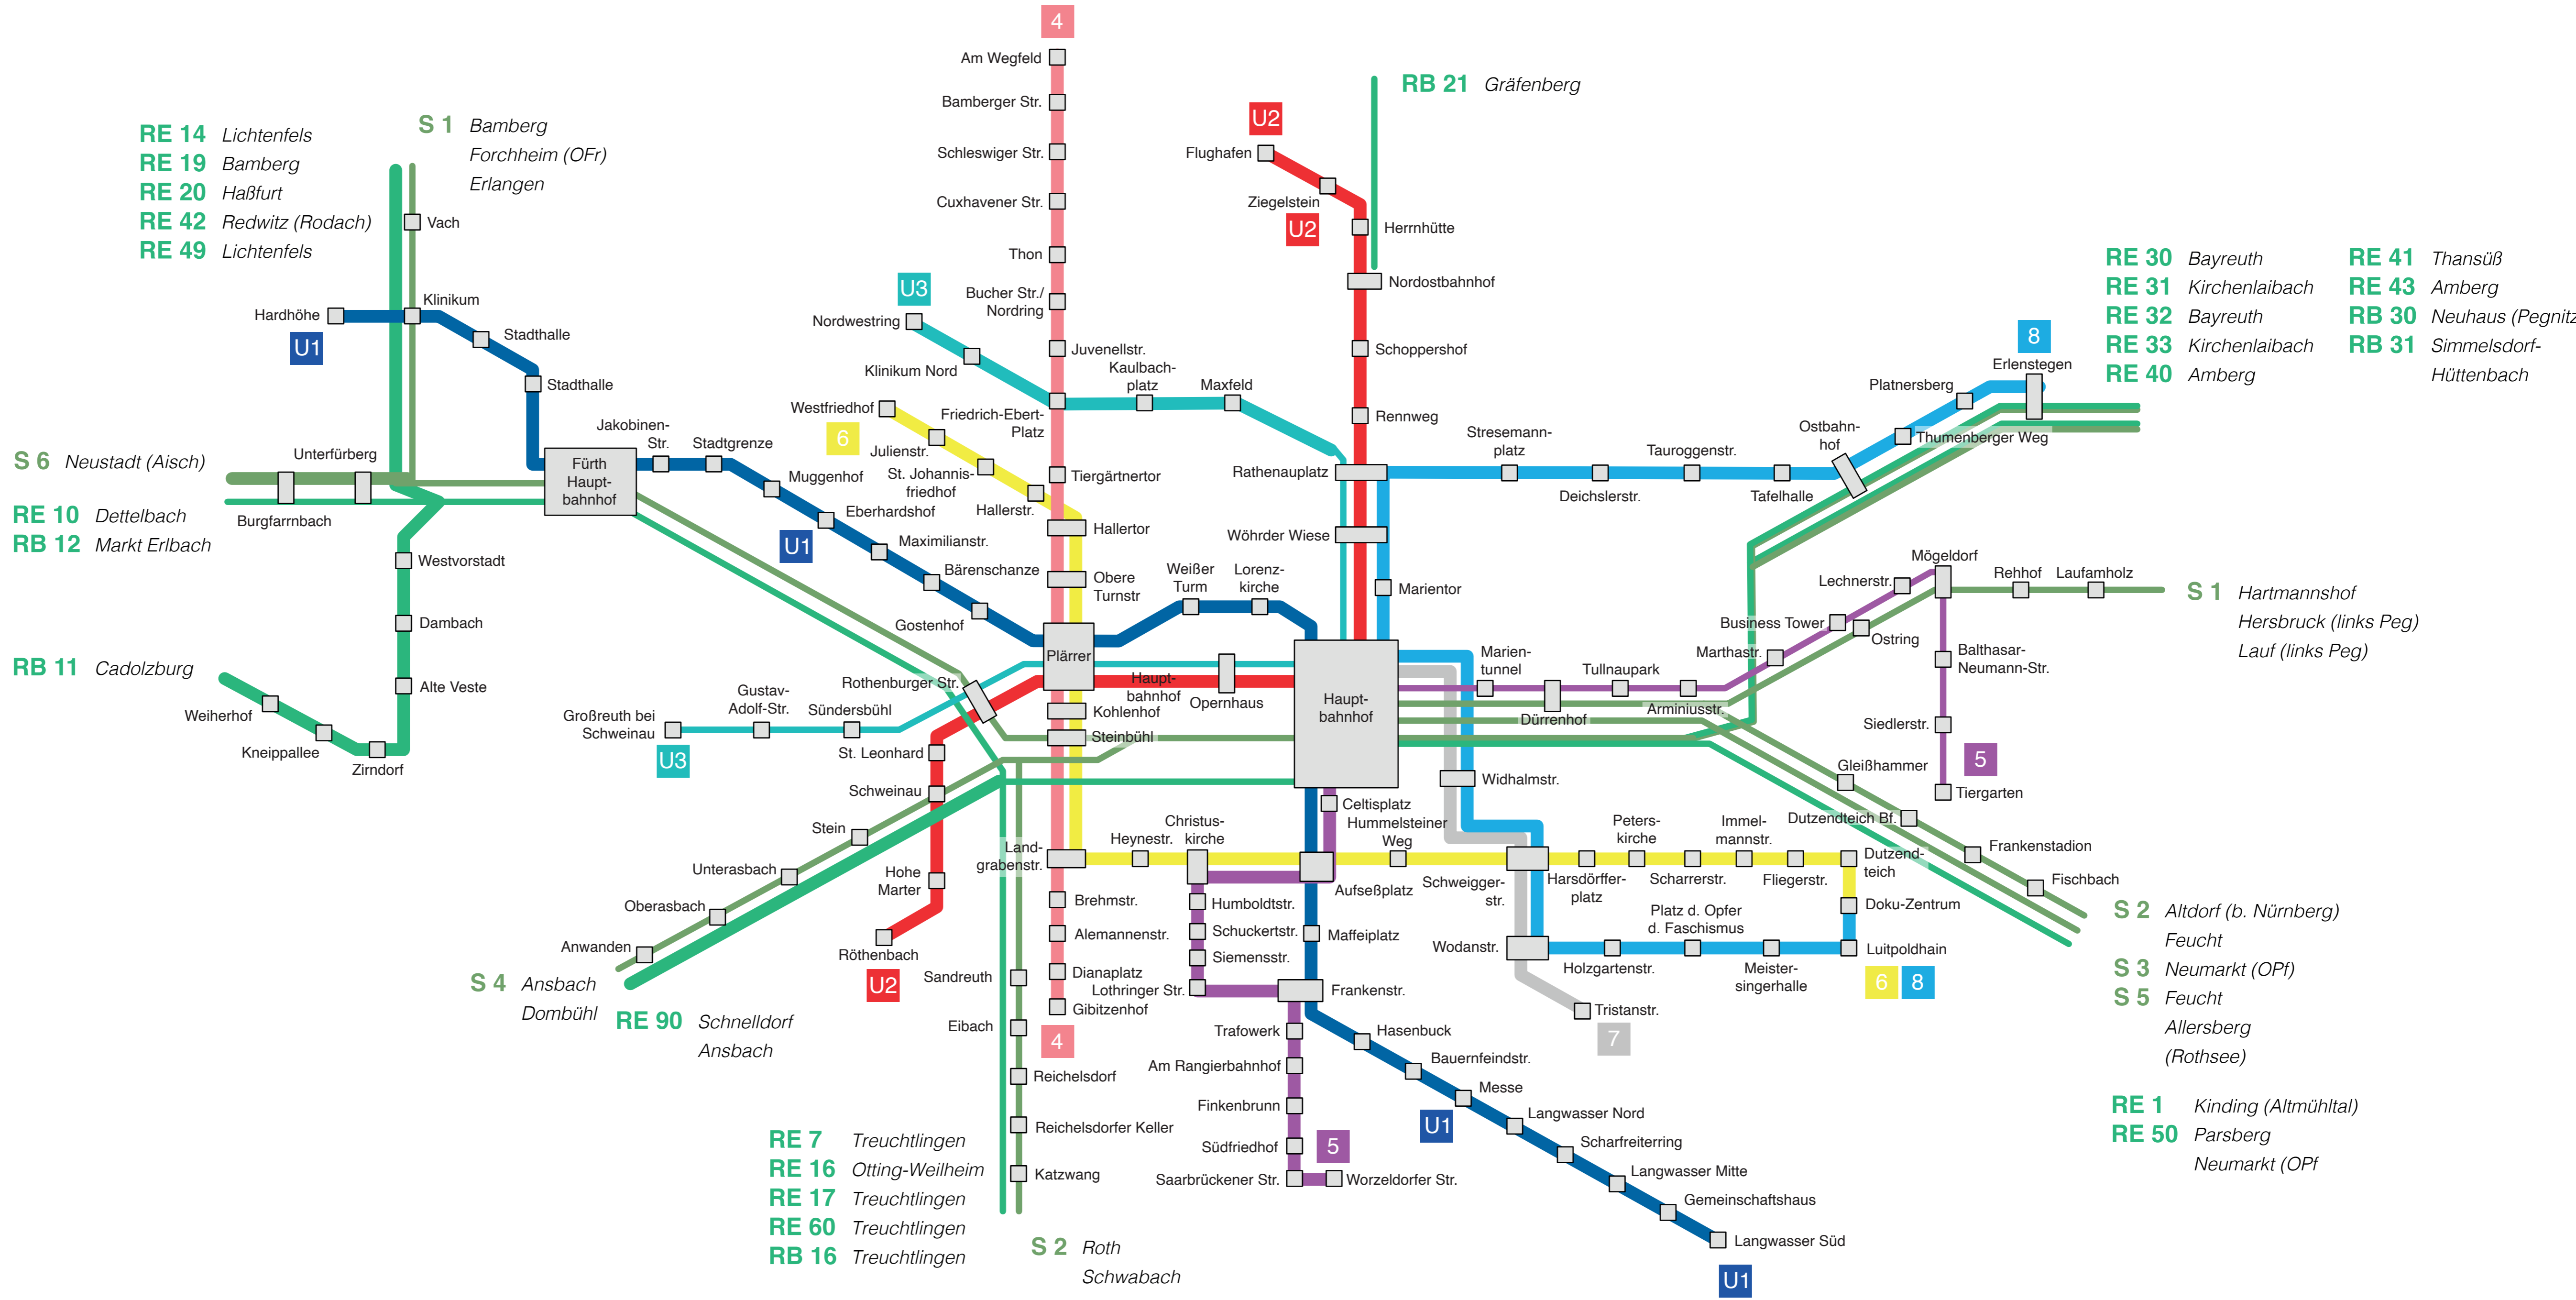 4
Am Wegfeld
Bamberger Str.
Schleswiger Str.
Cuxhavener Str.
Thon
Bucher Str./
Nordring
Juvenellstr.
Kaulbach-
platz
Maxfeld
Friedrich-Ebert-
Platz
Tiergärtnertor
Hallertor
Obere
Turnstr
RE 14 Lichtenfels
RE 19 Bamberg
RE 20 Haßfurt
RE 42 Redwitz (Rodach)
RE 49 Lichtenfels
S 1 Bamberg
Forchheim (OFr)
Erlangen
Vach
Hardhöhe
U1
Klinikum
Stadthalle
Stadthalle
Fürth
Haupt-
bahnhof
Jakobinen-
Str.
Stadtgrenze
Muggenhof
Eberhardshof
U1
Maximilianstr.
Bärenschanze
Gostenhof
S 6 Neustadt (Aisch)
Unterfürberg
Burgfarrnbach
RE 10 Dettelbach
RB 12 Markt Erlbach
Westvorstadt
Dambach
Alte Veste
RB 11 Cadolzburg
Weiherhof
Kneippallee
Zirndorf
U3
Nordwestring
Klinikum Nord
Westfriedhof
6
Julienstr.
St. Johannis-
friedhof
Hallerstr.
RB 21 Gräfenberg
U2
Flughafen
Ziegelstein
U2
Herrnhütte
Nordostbahnhof
Schoppershof
Rennweg
Rathenauplatz
Wöhrder Wiese
Marientor
Stresemann-
platz
Deichslerstr.
Tauroggenstr.
Tafelhalle
Ostbahn-
hof
Thumenberger Weg
Platnersberg
Erlenstegen
8
RE 30 Bayreuth
RE 31 Kirchenlaibach
RE 32 Bayreuth
RE 33 Kirchenlaibach
RE 40 Amberg
RE 41 Thansüß
RE 43 Amberg
RB 30 Neuhaus (Pegnitz
RB 31 Simmelsdorf-
Hüttenbach
Weißer
Turm
Lorenz-
kirche
Plärrer
Haupt-
bahnhof
Opernhaus
Haupt-
bahnhof
Kohlenhof
Steinbühl
Rothenburger Str.
Großreuth bei
Schweinau
U3
Gustav-
Adolf-Str.
Sündersbühl
St. Leonhard
Schweinau
Hohe
Marter
Röthenbach
U2
Stein
Unterasbach
Oberasbach
Anwanden
S 4 Ansbach
Dombühl
RE 90 Schnelldorf
Ansbach
Land-
grabenstr.
Brehmstr.
Alemannenstr.
Dianaplatz
Gibitzenhof
4
Sandreuth
Eibach
Reichelsdorf
Reichelsdorfer Keller
Katzwang
RE 7 Treuchtlingen
RE 16 Otting-Weilheim
RE 17 Treuchtlingen
RE 60 Treuchtlingen
RB 16 Treuchtlingen
S 2 Roth
Schwabach
Heynestr.
Christus-
kirche
Humboldtstr.
Schuckertstr.
Siemensstr.
Lothringer Str.
Celtisplatz
Hummelsteiner
Weg
Aufseßplatz
Maffeiplatz
Frankenstr.
Trafowerk
Am Rangierbahnhof
Finkenbrunn
Südfriedhof
Saarbrückener Str.
5
Worzeldorfer Str.
Hasenbuck
Bauernfeindstr.
Messe
U1
Langwasser Nord
Scharfreiterring
Langwasser Mitte
Gemeinschaftshaus
Langwasser Süd
U1
Marien-
tunnel
Dürrenhof
Tullnaupark
Arminiusstr.
Marthastr.
Business Tower
Lechnerstr.
Ostring
Mögeldorf
Rehhof
Laufamholz
S 1 Hartmannshof
Hersbruck (links Peg)
Lauf (links Peg)
Balthasar-
Neumann-Str.
Siedlerstr.
5
Tiergarten
Gleißhammer
Dutzendteich Bf.
Frankenstadion
Fischbach
Widhalmstr.
Schweigger-
str.
Harsdörffer-
platz
Peters-
kirche
Scharrerstr.
Immel-
mannstr.
Fliegerstr.
Dutzend-
teich
Doku-Zentrum
Luitpoldhain
6
8
Wodanstr.
Holzgartenstr.
Platz d. Opfer
d. Faschismus
Meister-
singerhalle
Tristanstr.
7
S 2 Altdorf (b. Nürnberg)
Feucht
S 3 Neumarkt (OPf)
S 5 Feucht
Allersberg
(Rothsee)
RE 1 Kinding (Altmühltal)
RE 50 Parsberg
Neumarkt (OPf